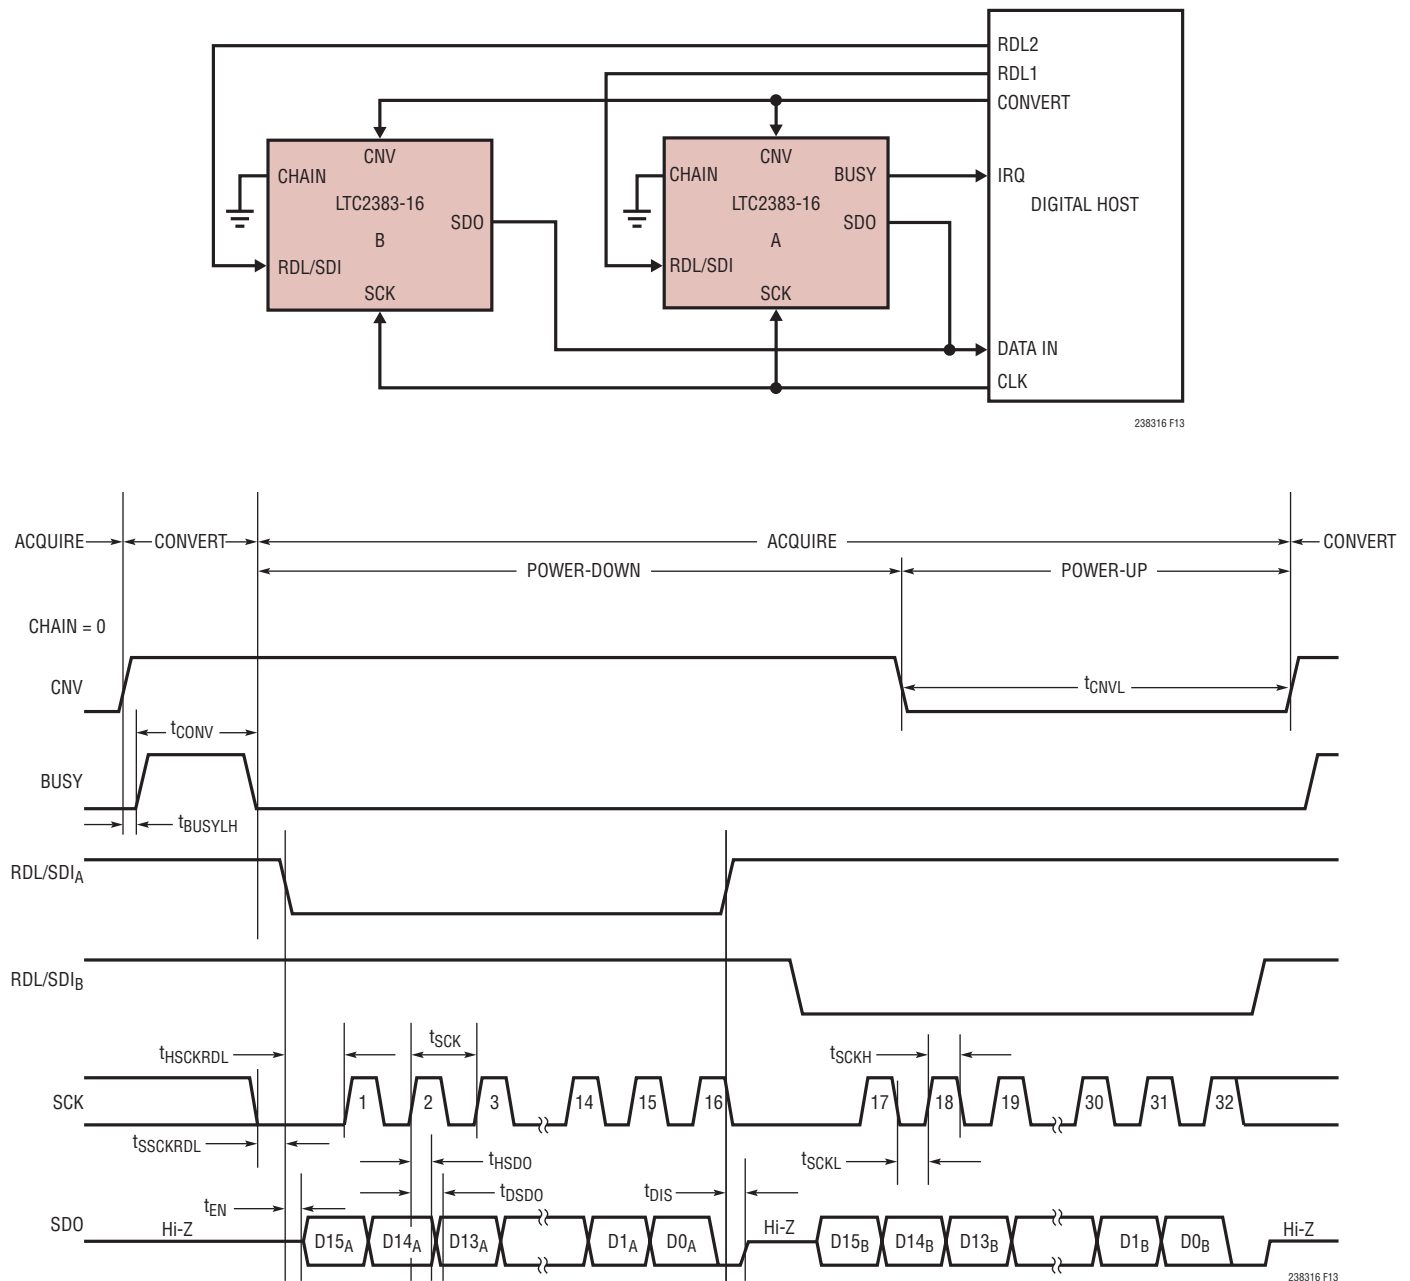 RDL2
RDL1
CONVERT
CNV
CNV
CHAIN
CHAIN
BUSY
IRQ
LTC2383-16
LTC2383-16
DIGITAL HOST
SDO
SDO
B
A
RDL/SDI
RDL/SDI
SCK
SCK
DATA IN
CLK
238316 F13
ACQUIRE
CONVERT
ACQUIRE
CONVERT
POWER-DOWN
POWER-UP
CHAIN = 0
CNV
tCNVL
tCONV
BUSY
tBUSYLH
RDL/SDIA
RDL/SDIB
tHSCKRDL
tSCK
tSCKH
SCK
1 2 3 14 15 16 17 18 19 30 31 32
tSSCKRDL
tHSDO
tSCKL
tEN
tDSDO
tDIS
SDO
Hi-Z
D15A D14A D13A D1A D0A
Hi-Z
D15B D14B D13B D1B D0B
Hi-Z
238316 F13